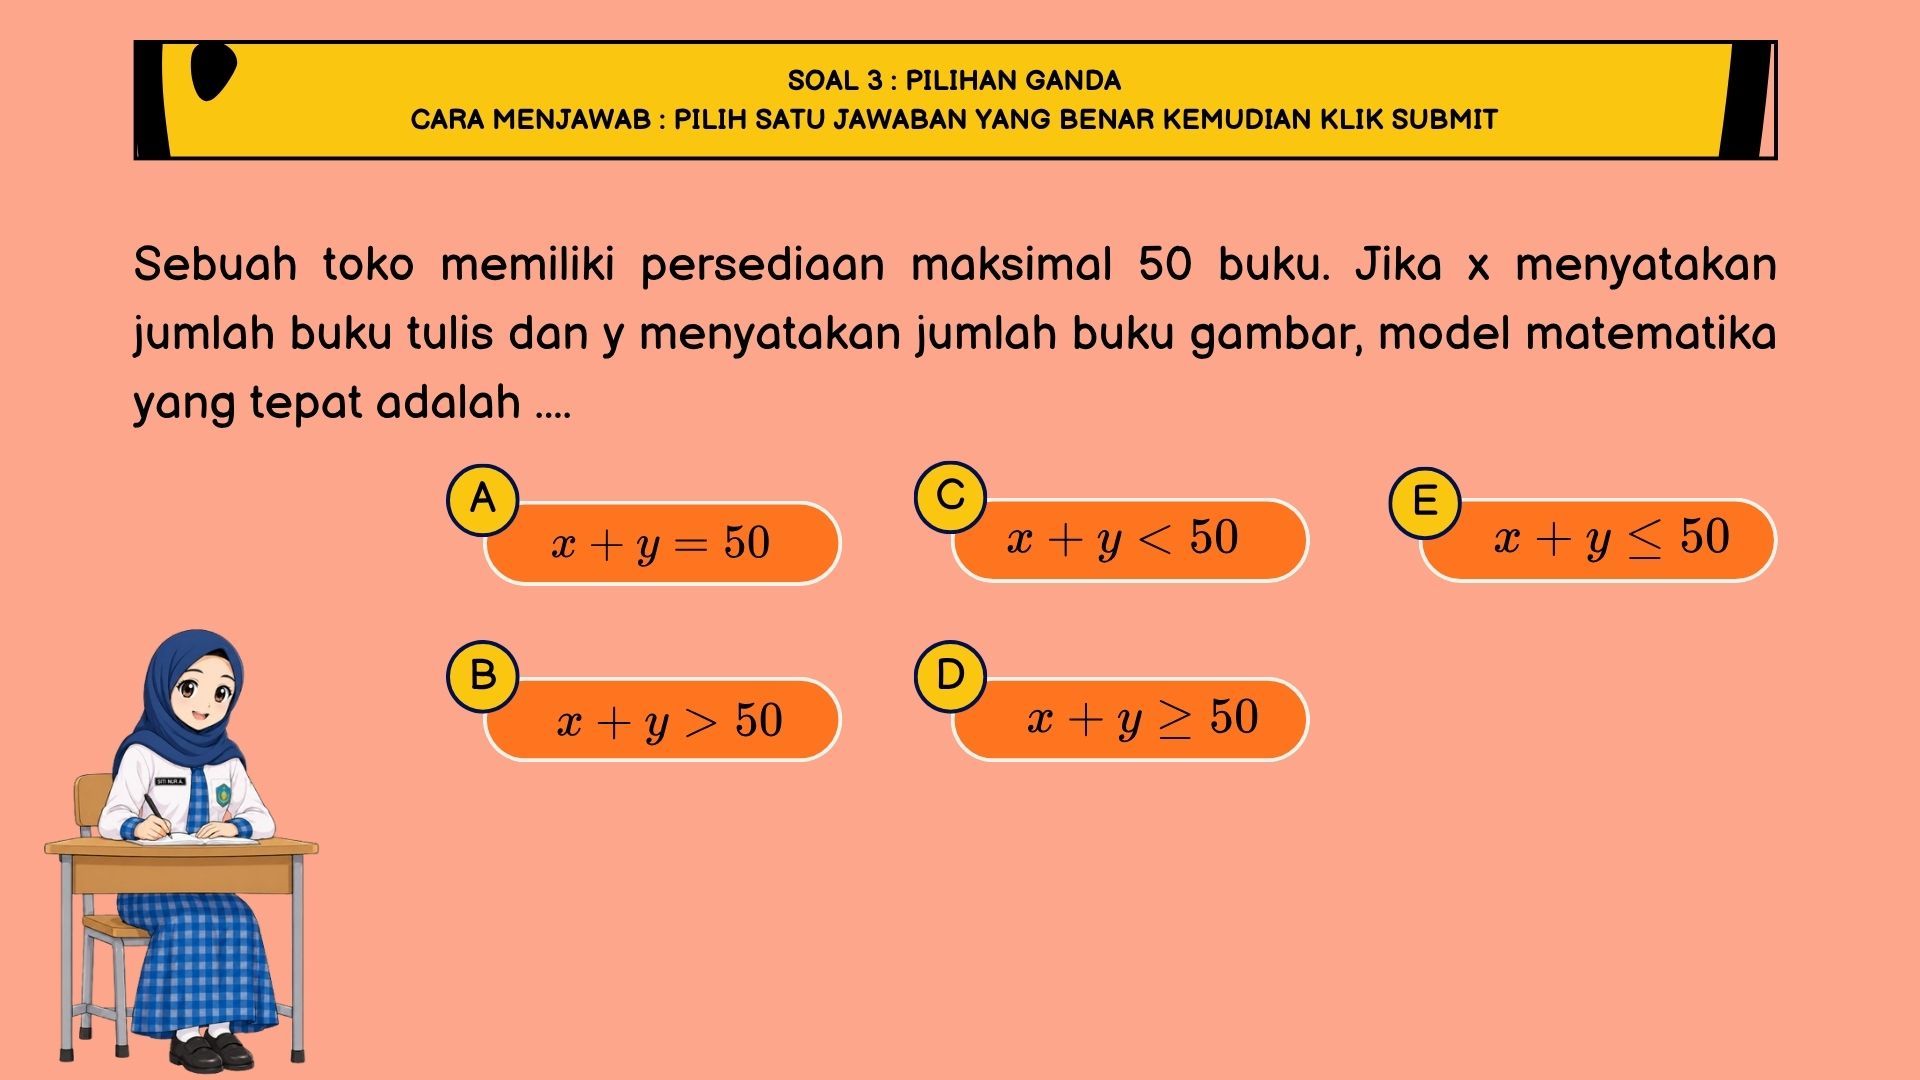 SOAL 3 : PILIHAN GANDA
CARA MENJAWAB : PILIH SATU JAWABAN YANG BENAR KEMUDIAN KLIK SUBMIT
Sebuah toko memiliki persediaan maksimal 50 buku. Jika x menyatakan
jumlah buku tulis dan y menyatakan jumlah buku gambar, model matematika
yang tepat adalah ....
A
x + y = 50
B
x + y > 50
C
x + y < 50
D
x + y ≥ 50
E
x + y ≤ 50
SITI NUR A.